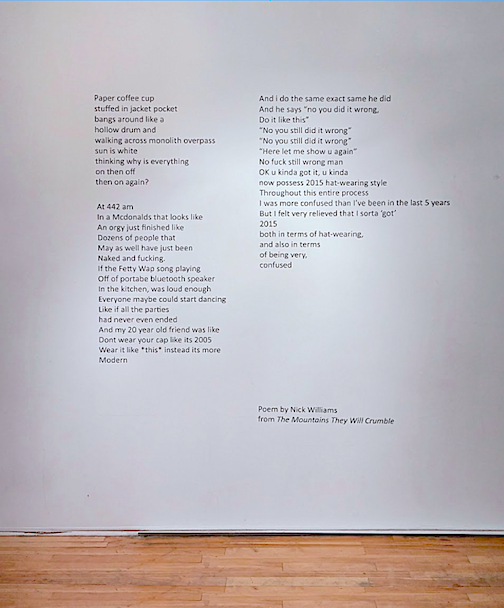 Paper coffee cup
stuffed in jacket pocket
bangs around like a
hollow drum and
walking across monolith overpass
sun is white
thinking why is everything
on then off
then on again?
At 442 am
In a Mcdonalds that looks like
An orgy just finished like
Dozens of people that
May as well have just been
Naked and fucking.
If the Fetty Wap song playing
Off of portabe bluetooth speaker
In the kitchen, was loud enough
Everyone maybe could start dancing
Like if all the parties
had never even ended
And my 20 year old friend was like
Dont wear your cap like its 2005
Wear it like *this* instead its more
Modern
And i do the same exact same he did
And he says “no you did it wrong,
Do it like this”
“No you still did it wrong”
“No you still did it wrong”
“Here let me show u again”
No fuck still wrong man
OK u kinda got it, u kinda
now possess 2015 hat-wearing style
Throughout this entire process
I was more confused than I’ve been in the last 5 years
But I felt very relieved that I sorta ‘got’
2015
both in terms of hat-wearing,
and also in terms
of being very,
confused
Poem by Nick Williams
from The Mountains They Will Crumble